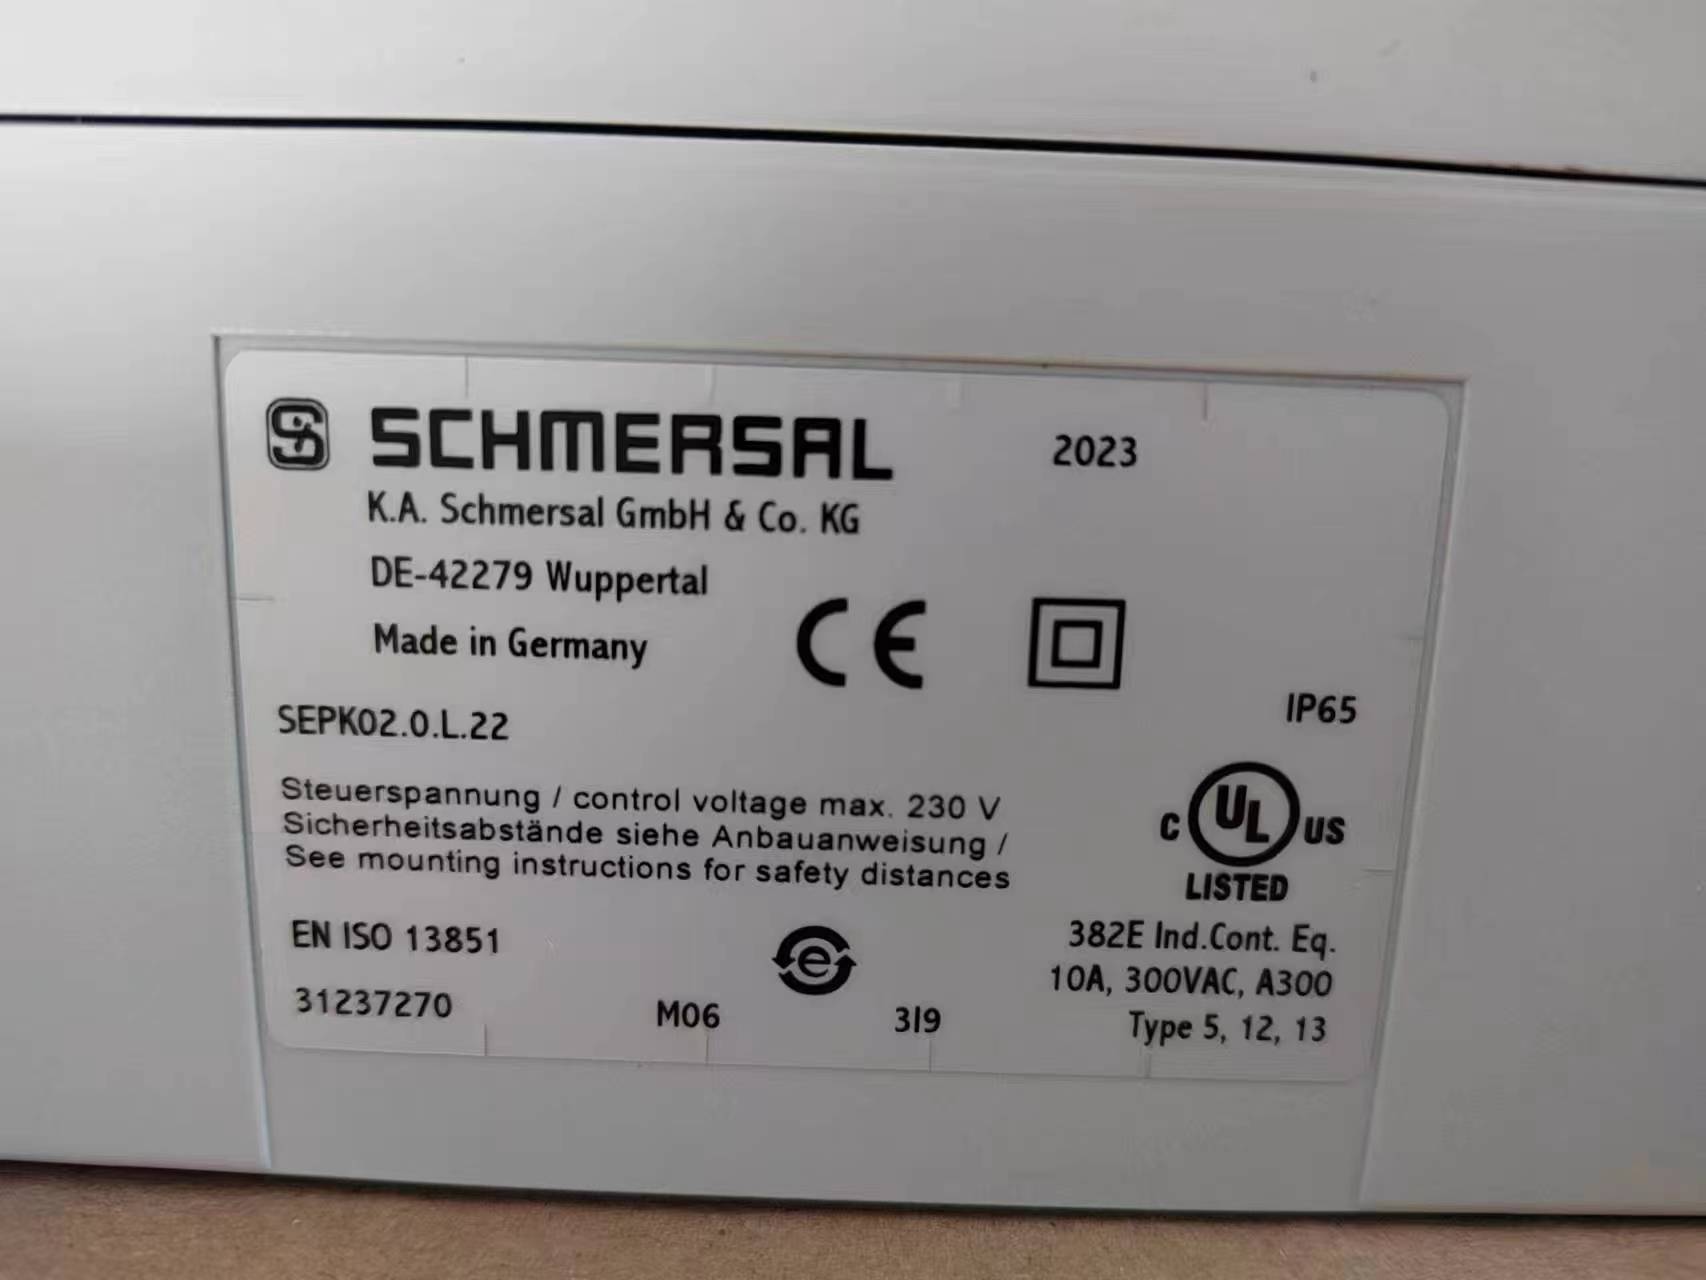 SCHMERSAL 2023
K.A. Schmersal GmbH & Co. KG
DE-42279 Wuppertal
Made in Germany
CE
SEPK02.0.L.22
IP65
Steuerspannung / control voltage max. 230 V
Sicherheitsabstände siehe Anbauanweisung /
See mounting instructions for safety distances
C UL US
LISTED
EN ISO 13851
e
382E Ind.Cont. Eq.
10A, 300VAC, A300
31237270 M06 3I9
Type 5, 12, 13